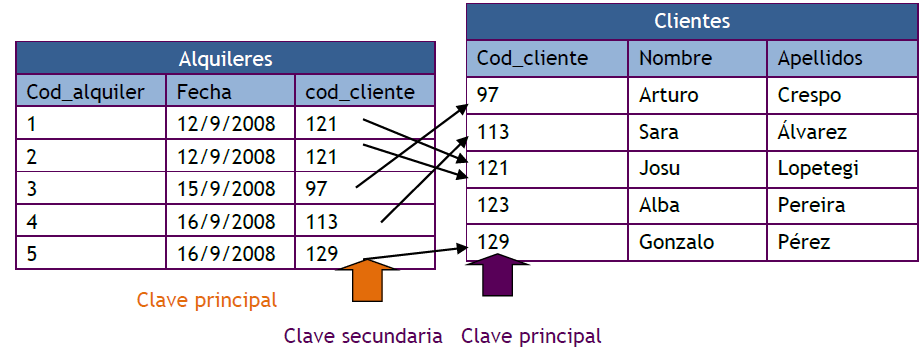 Alquileres
Cod_alquiler Fecha cod_cliente
1 12/9/2008 121
2 12/9/2008 121
3 15/9/2008 97
4 16/9/2008 113
5 16/9/2008 129
Clientes
Cod_cliente Nombre Apellidos
97 Arturo Crespo
113 Sara Álvarez
121 Josu Lopetegi
123 Alba Pereira
129 Gonzalo Pérez
Clave principal
Clave secundaria Clave principal